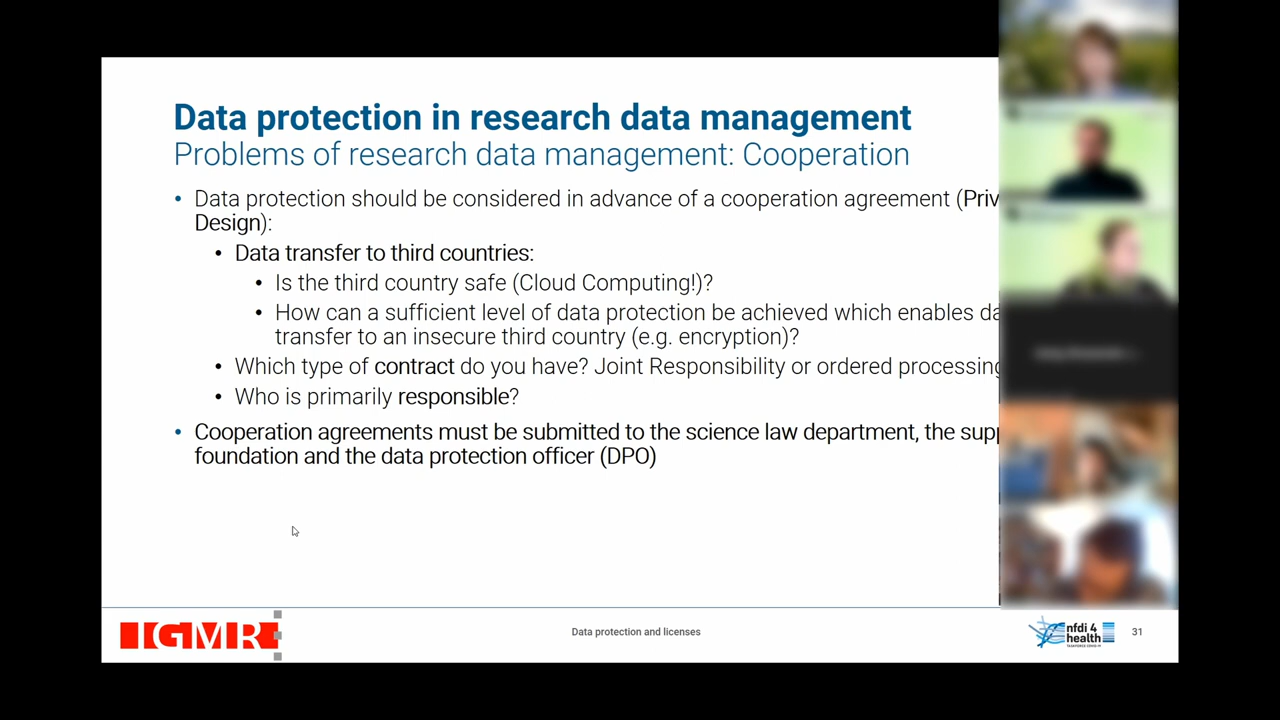 Data protection in research data management
Problems of research data management: Cooperation
• Data protection should be considered in advance of a cooperation agreement (Priv
Design):
• Data transfer to third countries:
• Is the third country safe (Cloud Computing!)?
• How can a sufficient level of data protection be achieved which enables da
transfer to an insecure third country (e.g. encryption)?
• Which type of contract do you have? Joint Responsibility or ordered processing
• Who is primarily responsible?
• Cooperation agreements must be submitted to the science law department, the supp
foundation and the data protection officer (DPO)
IGMR
Data protection and licenses
nfdi 4
health
TASKFORCE COVID-19
31